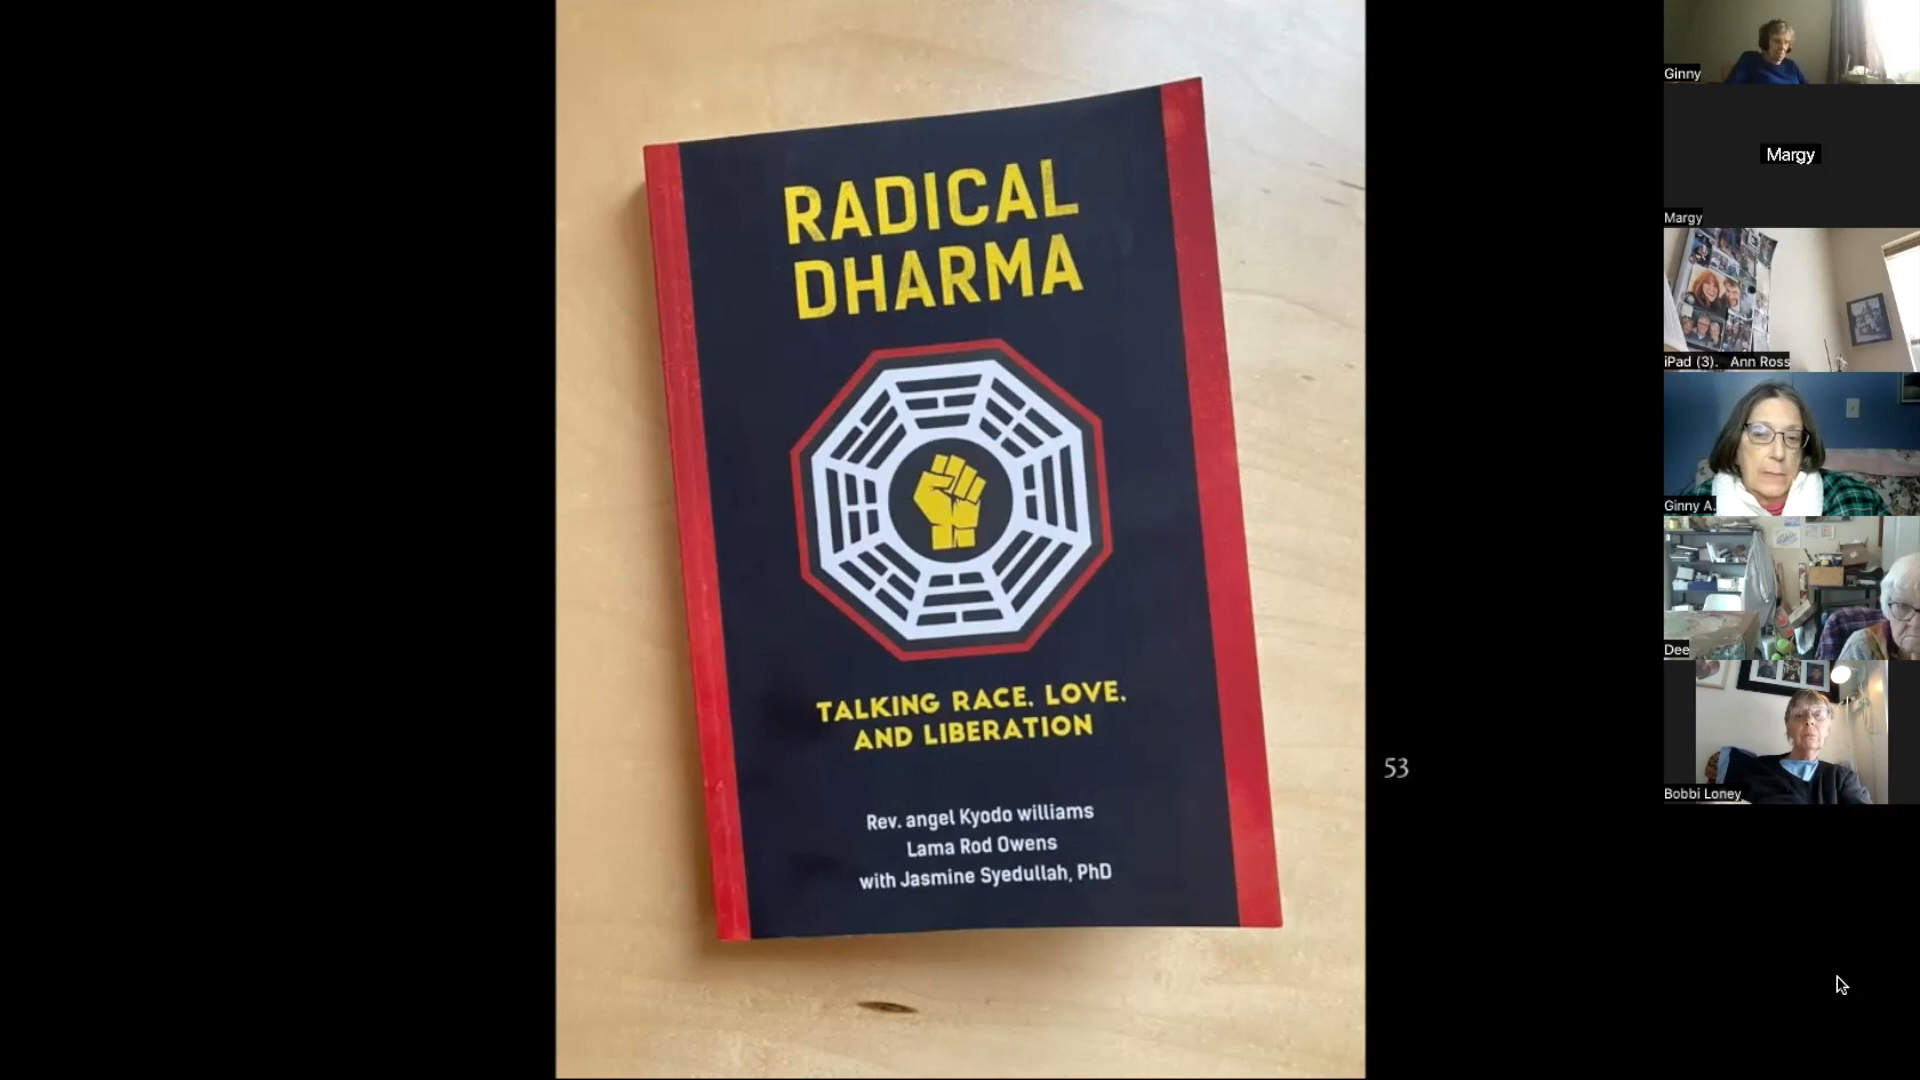 RADICAL
DHARMA
TALKING RACE, LOVE,
AND LIBERATION
Rev. angel Kyodo williams
Lama Rod Owens
with Jasmine Syedullah, PhD
53
Ginny
Margy
Margy
iPad (3). Ann Ross
Ginny A.
Dee
Bobbi Loney